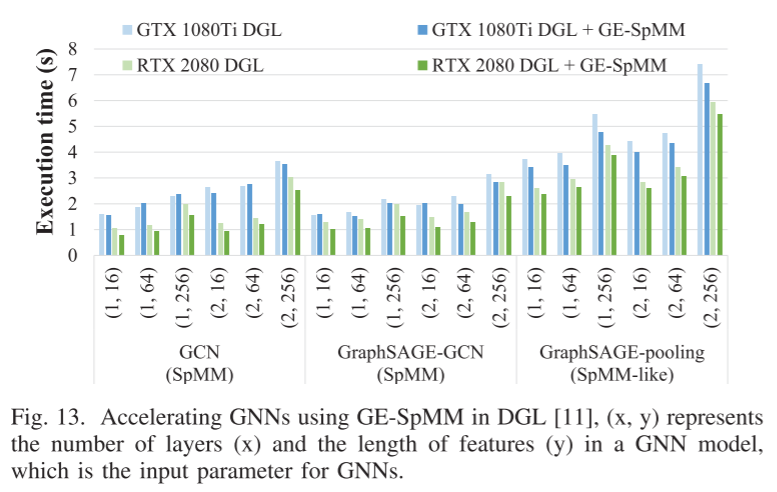 GTX 1080Ti DGL
GTX 1080Ti DGL + GE-SpMM
RTX 2080 DGL
RTX 2080 DGL + GE-SpMM
Execution time (s)
8
7
6
5
4
3
2
1
0
(1, 16)
(1, 64)
(1, 256)
(2, 16)
(2, 64)
(2, 256)
(1, 16)
(1, 64)
(1, 256)
(2, 16)
(2, 64)
(2, 256)
(1, 16)
(1, 64)
(1, 256)
(2, 16)
(2, 64)
(2, 256)
GCN
(SpMM)
GraphSAGE-GCN
(SpMM)
GraphSAGE-pooling
(SpMM-like)
Fig. 13. Accelerating GNNs using GE-SpMM in DGL [11], (x, y) represents
the number of layers (x) and the length of features (y) in a GNN model,
which is the input parameter for GNNs.